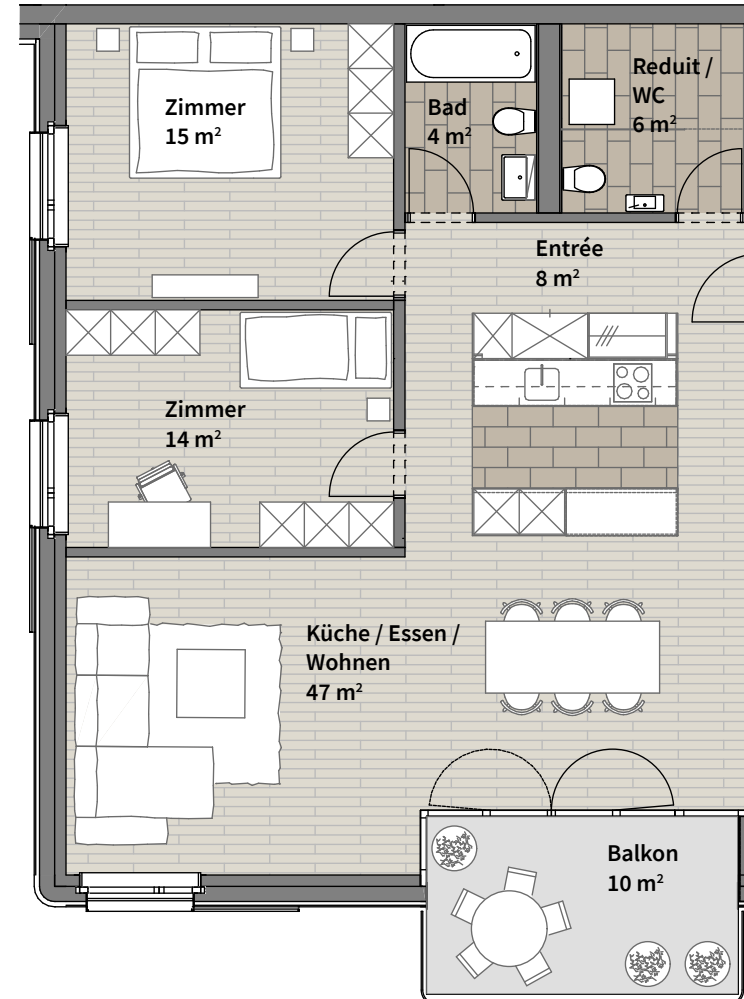 Zimmer
15 m²
Bad
4 m²
Reduit /
WC
6 m²
Entrée
8 m²
Zimmer
14 m²
Küche / Essen /
Wohnen
47 m²
Balkon
10 m²